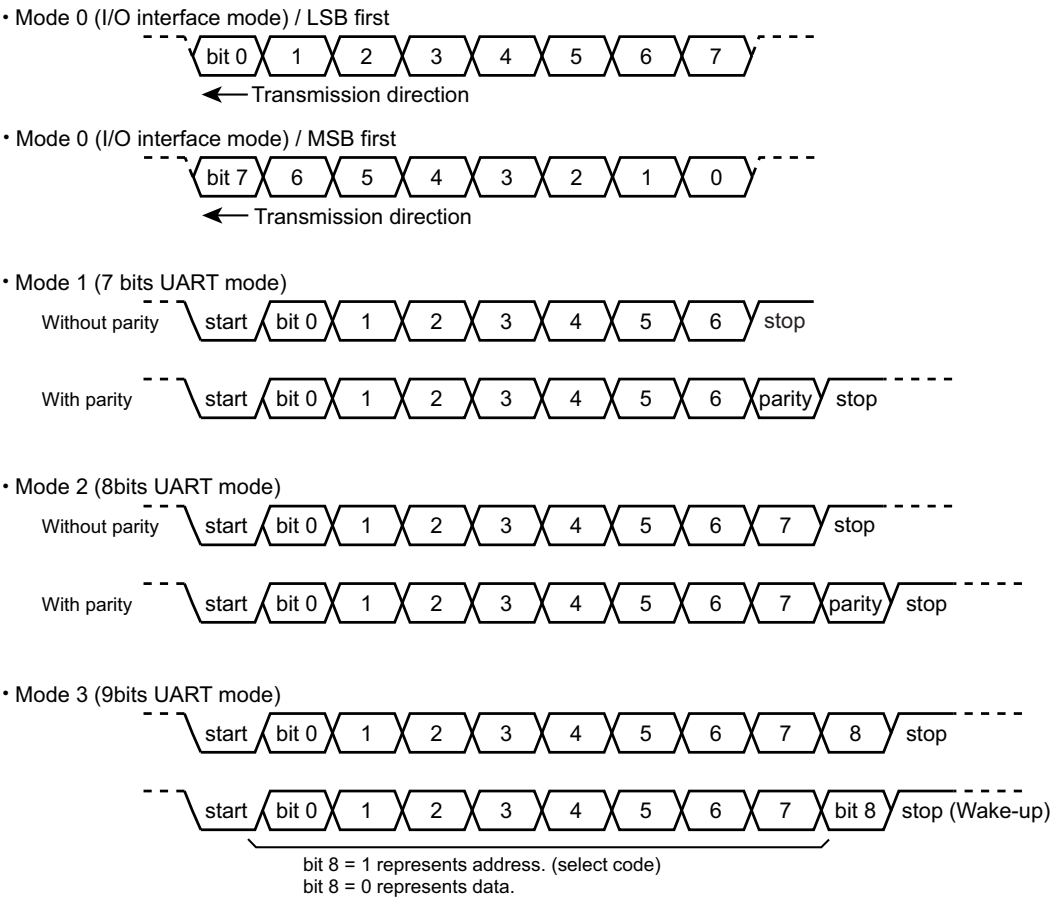 ・Mode 0 (I/O interface mode) / LSB first
bit 0 1 2 3 4 5 6 7
Transmission direction
・Mode 0 (I/O interface mode) / MSB first
bit 7 6 5 4 3 2 1 0
Transmission direction
・Mode 1 (7 bits UART mode)
Without parity start bit 0 1 2 3 4 5 6 stop
With parity start bit 0 1 2 3 4 5 6 parity stop
・Mode 2 (8bits UART mode)
Without parity start bit 0 1 2 3 4 5 6 7 stop
With parity start bit 0 1 2 3 4 5 6 7 parity stop
・Mode 3 (9bits UART mode)
start bit 0 1 2 3 4 5 6 7 8 stop
start bit 0 1 2 3 4 5 6 7 bit 8 stop (Wake-up)
bit 8 = 1 represents address. (select code)
bit 8 = 0 represents data.